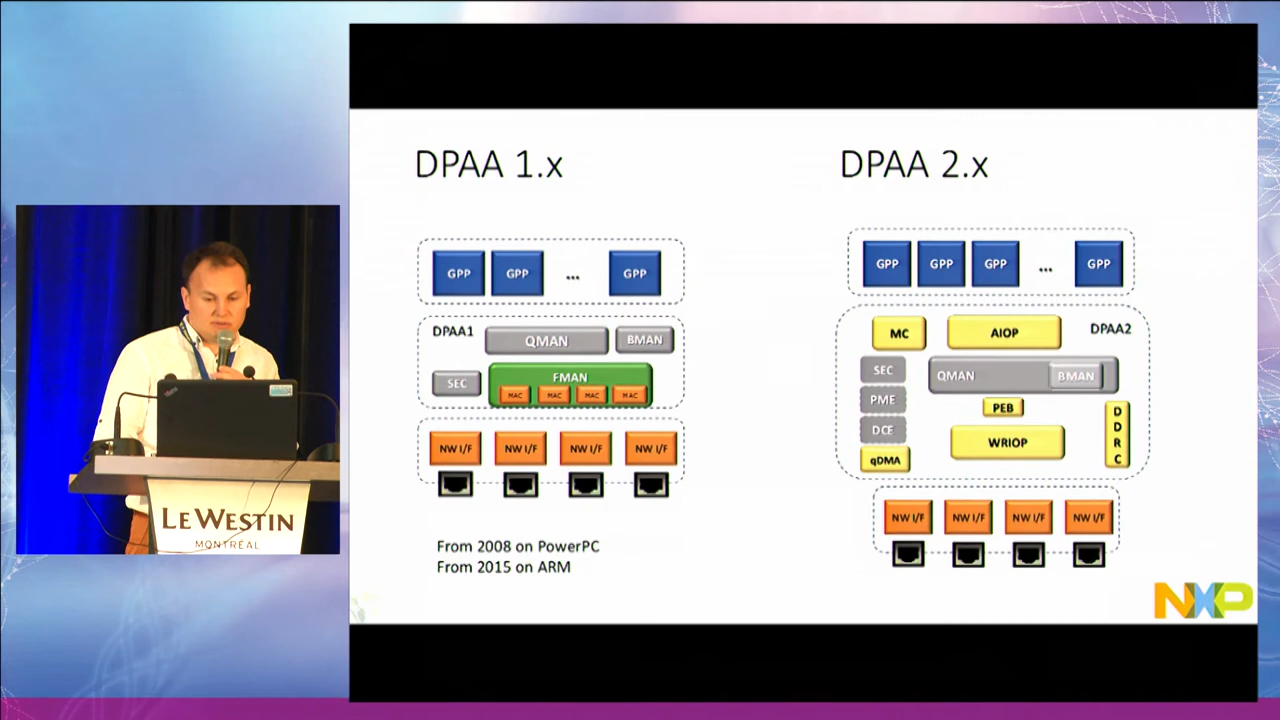 DPAA 1.x
GPP GPP ... GPP
DPAA1 QMAN BMAN
SEC FMAN
MAC MAC MAC MAC
NW I/F NW I/F NW I/F NW I/F
From 2008 on PowerPC
From 2015 on ARM
DPAA 2.x
GPP GPP GPP ... GPP
MC AIOP DPAA2
SEC QMAN BMAN
PME PEB
DCE WRIOP DDRC
qDMA
NW I/F NW I/F NW I/F NW I/F
NXP
LE WESTIN
MONTRÉAL